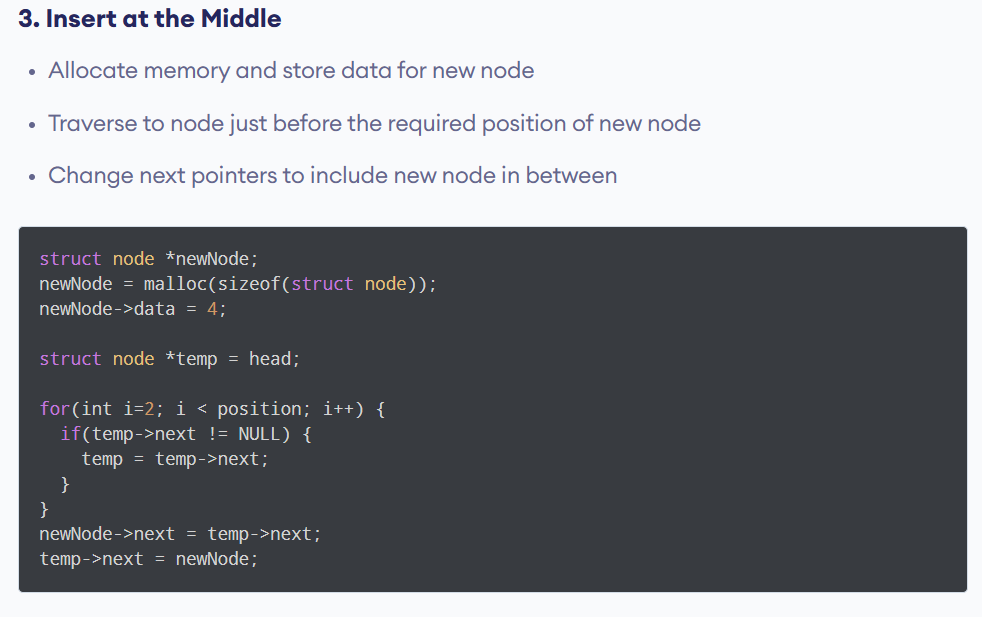 3. Insert at the Middle
• Allocate memory and store data for new node
• Traverse to node just before the required position of new node
• Change next pointers to include new node in between
struct node *newNode;
newNode = malloc(sizeof(struct node));
newNode->data = 4;
struct node *temp = head;
for(int i=2; i < position; i++) {
  if(temp->next != NULL) {
    temp = temp->next;
  }
}
newNode->next = temp->next;
temp->next = newNode;